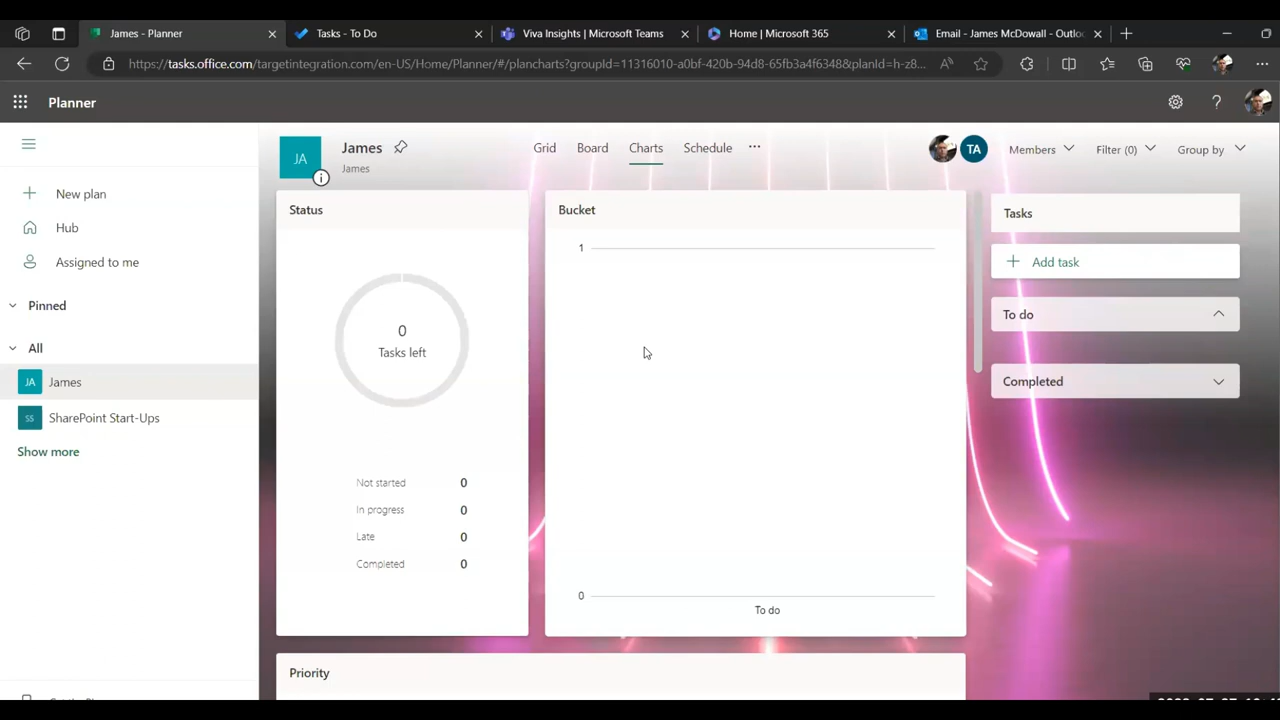 James - Planner
Tasks - To Do
Viva Insights | Microsoft Teams
Home | Microsoft 365
Email - James McDowall - Outloo
https://tasks.office.com/targetintegration.com/en-US/Home/Planner/#/plancharts?groupId=11316010-a0bf-420b-94d8-65fb3a4f6348&planId=h-z8...
Planner
JA
James
James
Grid
Board
Charts
Schedule
TA
Members
Filter (0)
Group by
New plan
Hub
Assigned to me
Pinned
All
JA James
SS SharePoint Start-Ups
Show more
Status
0
Tasks left
Not started 0
In progress 0
Late 0
Completed 0
Bucket
1
0
To do
Tasks
Add task
To do
Completed
Priority